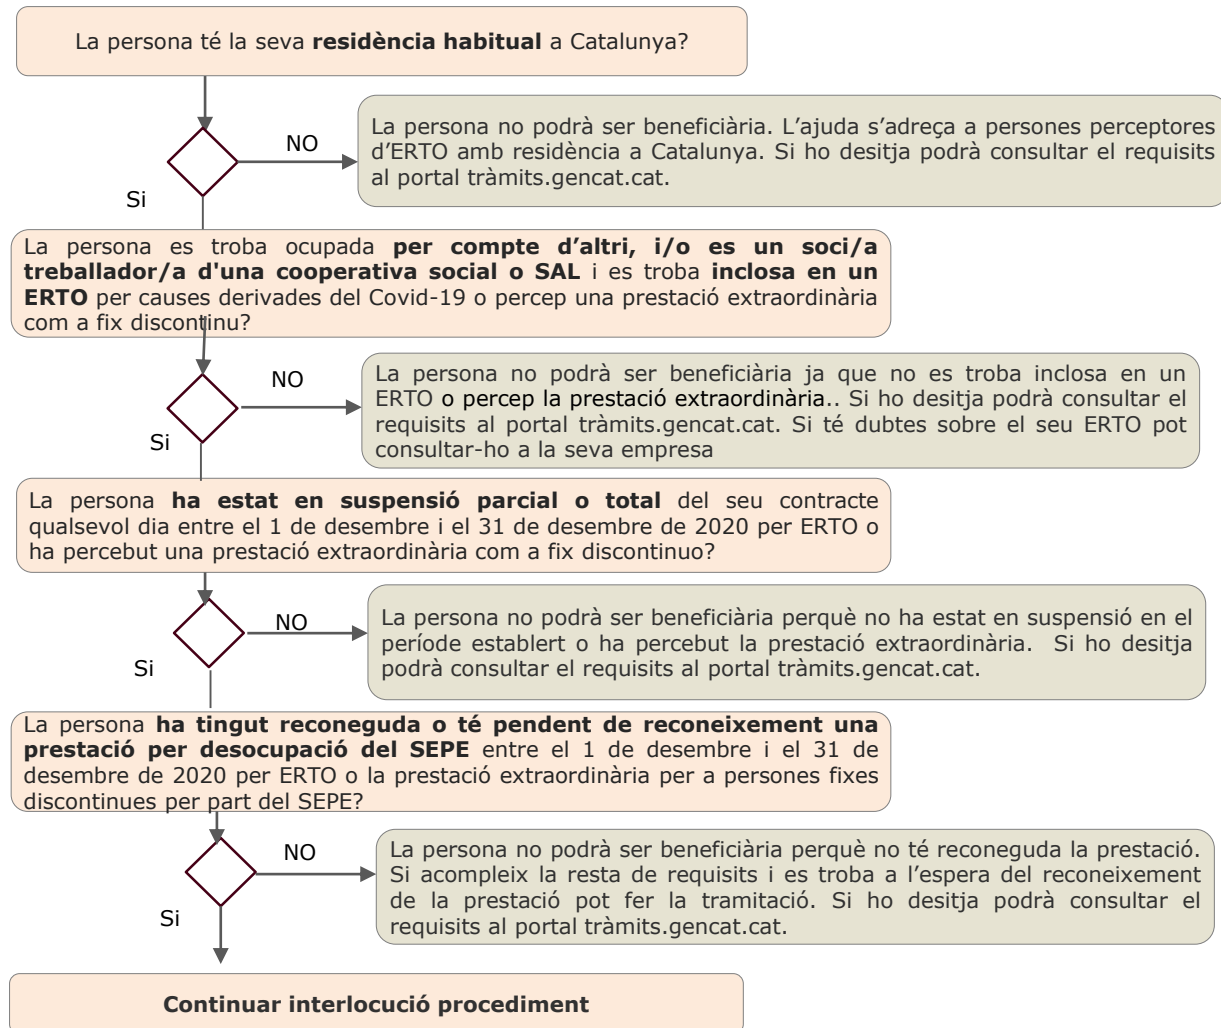 La persona té la seva residència habitual a Catalunya?
NO
La persona no podrà ser beneficiària. L’ajuda s’adreça a persones perceptores
d’ERTO amb residència a Catalunya. Si ho desitja podrà consultar el requisits
al portal tràmits.gencat.cat.
Si
La persona es troba ocupada per compte d’altri, i/o es un soci/a
treballador/a d'una cooperativa social o SAL i es troba inclosa en un
ERTO per causes derivades del Covid-19 o percep una prestació extraordinària
com a fix discontinu?
NO
La persona no podrà ser beneficiària ja que no es troba inclosa en un
ERTO o percep la prestació extraordinària.. Si ho desitja podrà consultar el
requisits al portal tràmits.gencat.cat. Si té dubtes sobre el seu ERTO pot
consultar-ho a la seva empresa
Si
La persona ha estat en suspensió parcial o total del seu contracte
qualsevol dia entre el 1 de desembre i el 31 de desembre de 2020 per ERTO o
ha percebut una prestació extraordinària com a fix discontinuo?
NO
La persona no podrà ser beneficiària perquè no ha estat en suspensió en el
període establert o ha percebut la prestació extraordinària. Si ho desitja
podrà consultar el requisits al portal tràmits.gencat.cat.
Si
La persona ha tingut reconeguda o té pendent de reconeixement una
prestació per desocupació del SEPE entre el 1 de desembre i el 31 de
desembre de 2020 per ERTO o la prestació extraordinària per a persones fixes
discontinues per part del SEPE?
NO
La persona no podrà ser beneficiària perquè no té reconeguda la prestació.
Si acompleix la resta de requisits i es troba a l’espera del reconeixement
de la prestació pot fer la tramitació. Si ho desitja podrà consultar el
requisits al portal tràmits.gencat.cat.
Si
Continuar interlocució procediment